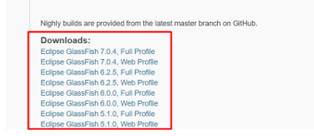 Nighly builds are provided from the latest master branch on GitHub.
Downloads:
Eclipse GlassFish 7.0.4, Full Profile
Eclipse GlassFish 7.0.4, Web Profile
Eclipse GlassFish 6.2.5, Full Profile
Eclipse GlassFish 6.2.5, Web Profile
Eclipse GlassFish 6.0.0, Full Profile
Eclipse GlassFish 6.0.0, Web Profile
Eclipse GlassFish 5.1.0, Full Profile
Eclipse GlassFish 5.1.0, Web Profile